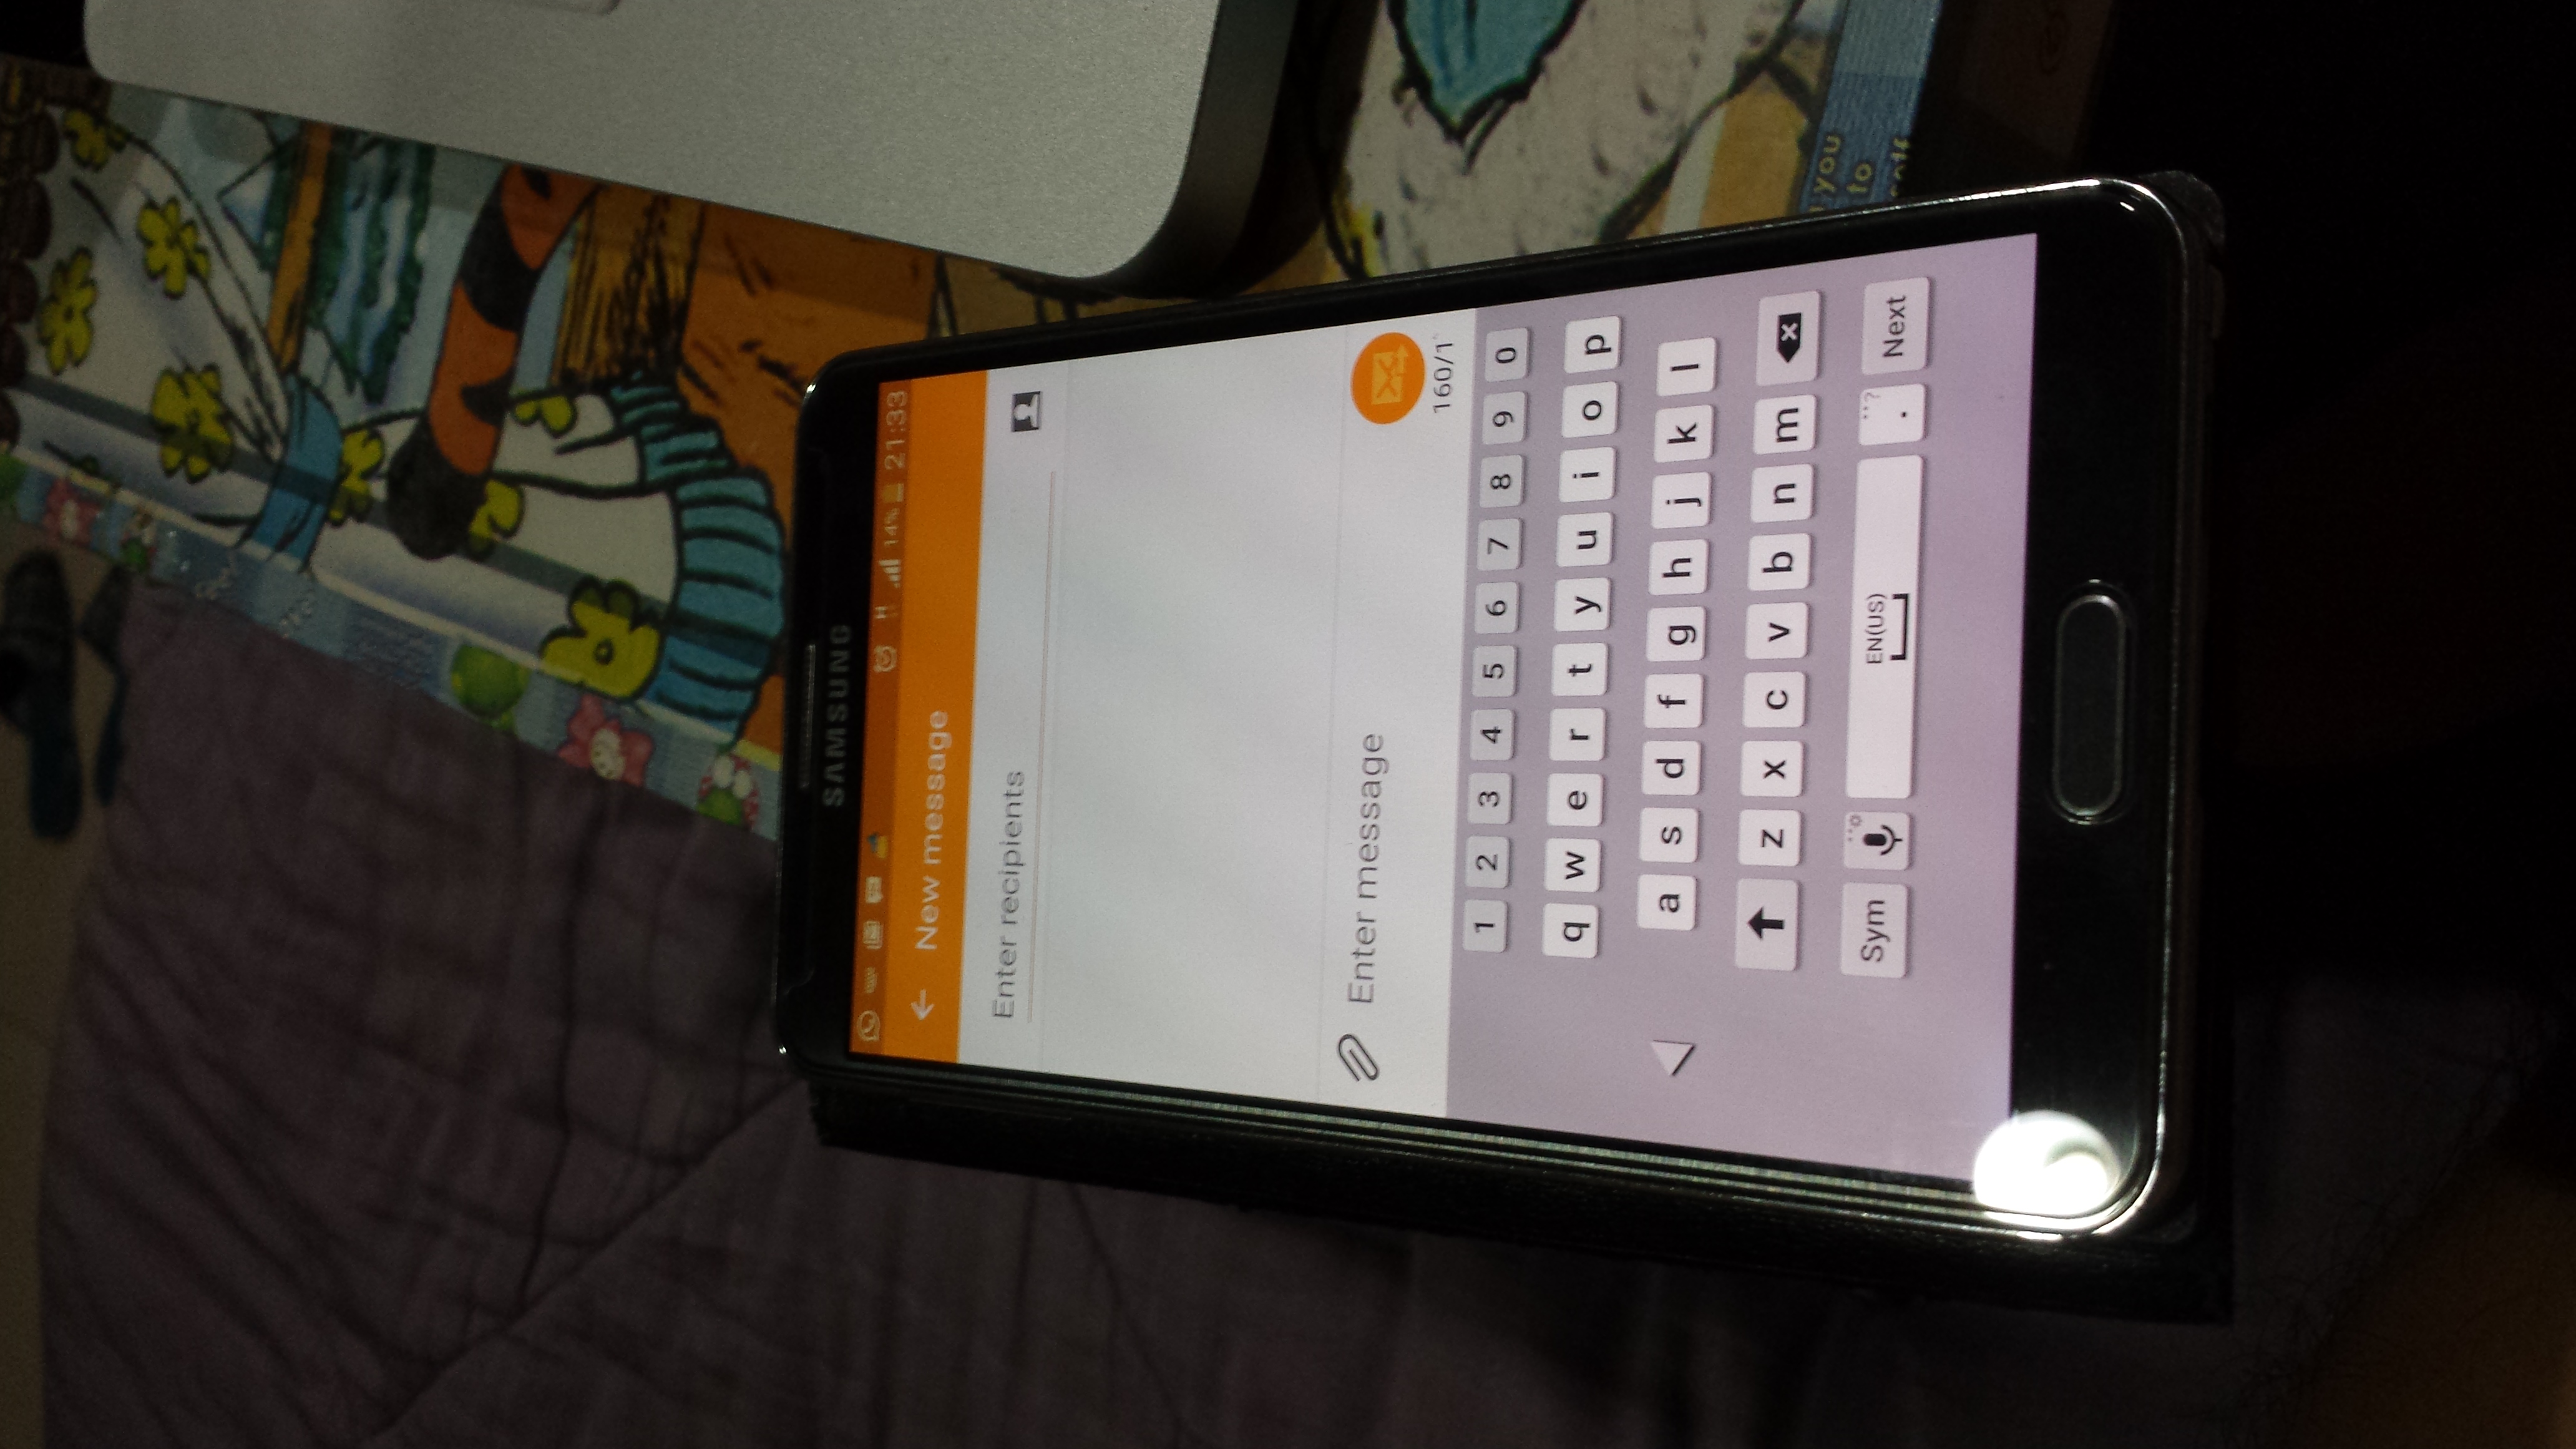 SAMSUNG
14% 21:33
New message
Enter recipients
Enter message
160/1
1 2 3 4 5 6 7 8 9 0
q w e r t y u i o p
a s d f g h j k l
z x c v b n m
Sym EN(US) . Next
you
to